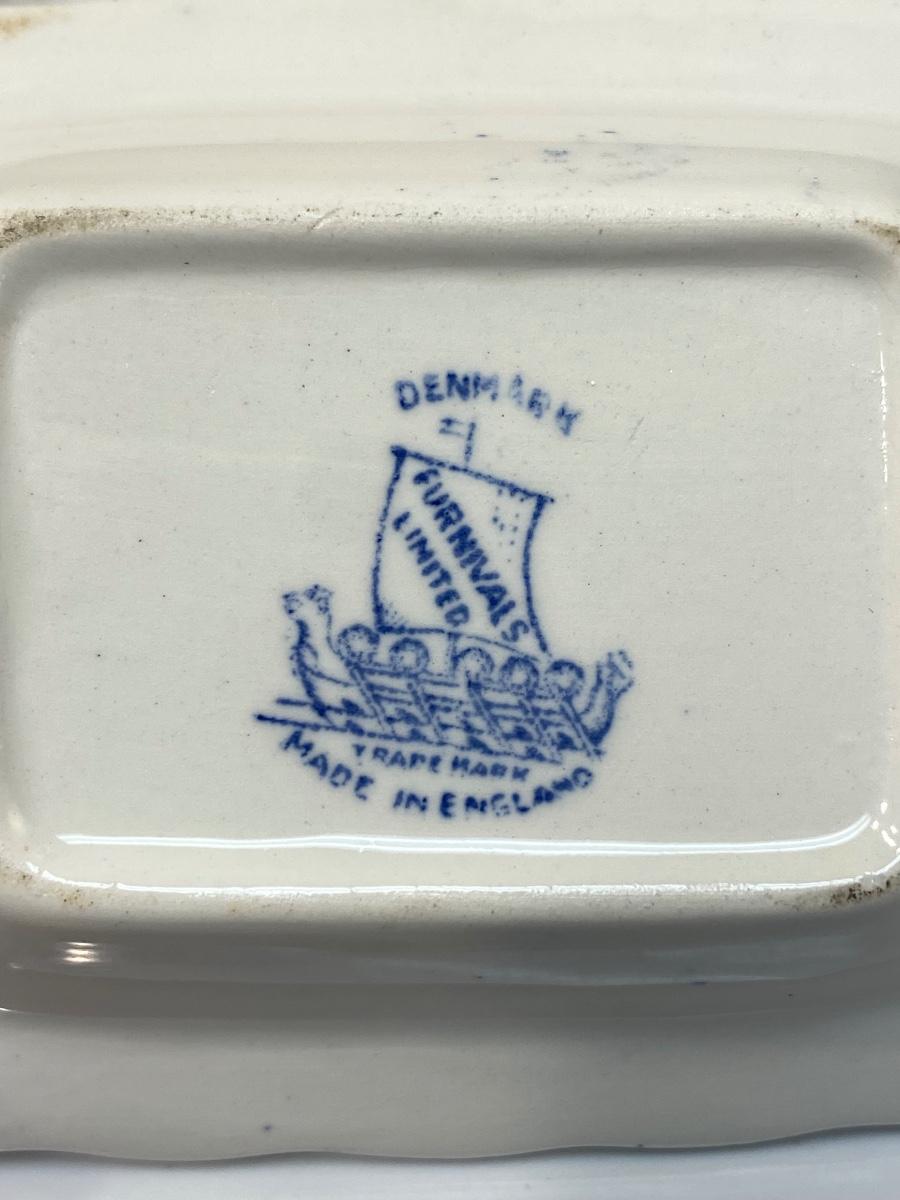 DENMARK
FURNIVALS
LIMITED
TRADE MARK
MADE IN ENGLAND